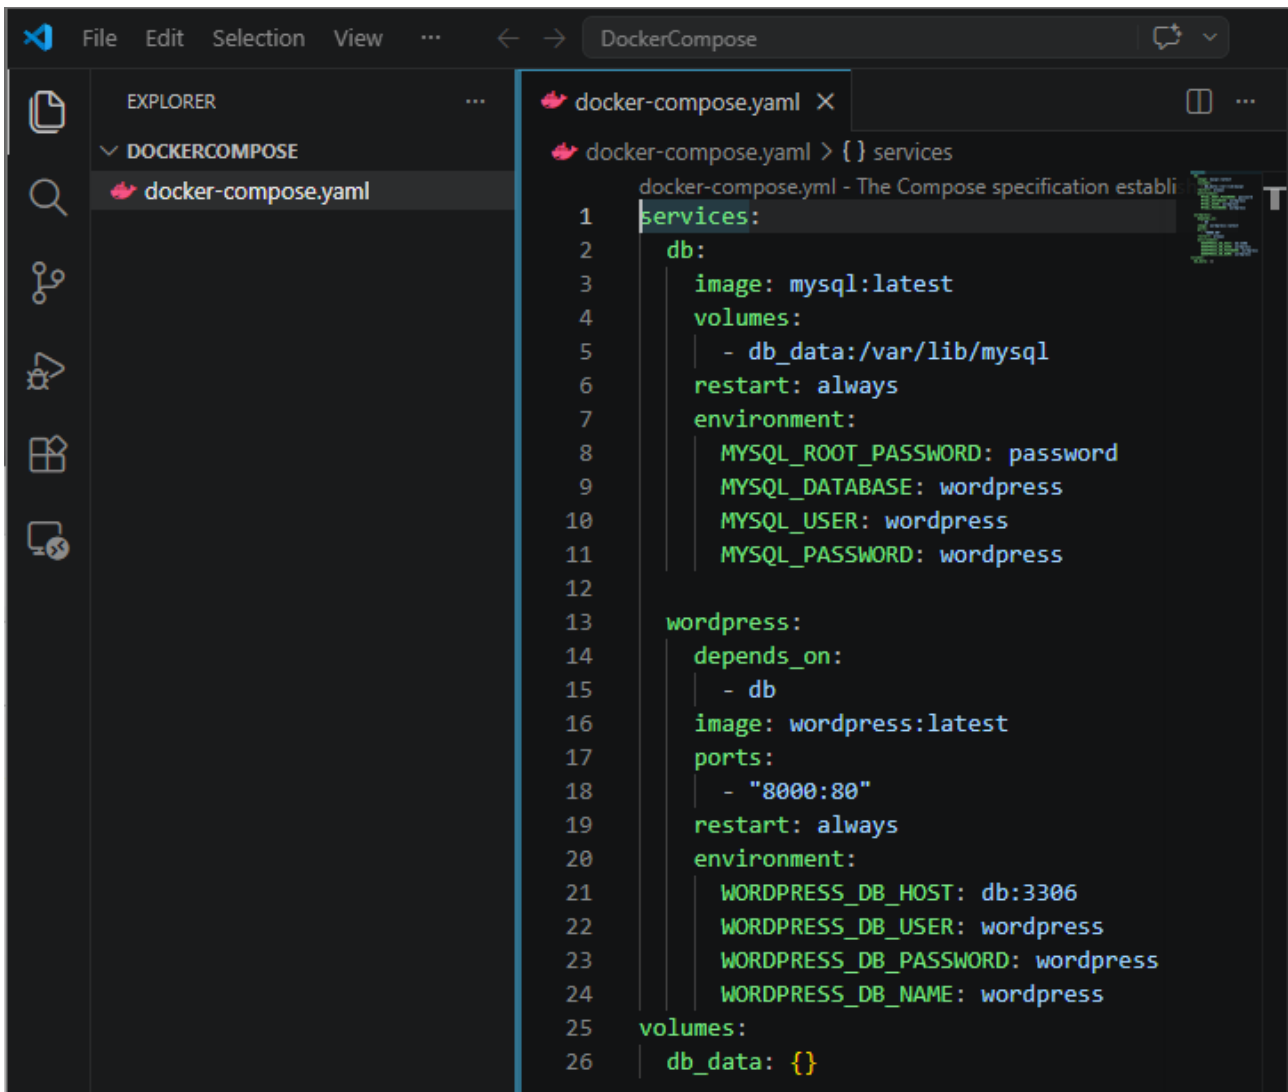 File Edit Selection View ··· DockerCompose
EXPLORER ···
DOCKERCOMPOSE
docker-compose.yaml
docker-compose.yaml
docker-compose.yaml > {} services
docker-compose.yml - The Compose specification establi
1 services:
2   db:
3     image: mysql:latest
4     volumes:
5       - db_data:/var/lib/mysql
6     restart: always
7     environment:
8       MYSQL_ROOT_PASSWORD: password
9       MYSQL_DATABASE: wordpress
10       MYSQL_USER: wordpress
11       MYSQL_PASSWORD: wordpress
12
13   wordpress:
14     depends_on:
15       - db
16     image: wordpress:latest
17     ports:
18       - "8000:80"
19     restart: always
20     environment:
21       WORDPRESS_DB_HOST: db:3306
22       WORDPRESS_DB_USER: wordpress
23       WORDPRESS_DB_PASSWORD: wordpress
24       WORDPRESS_DB_NAME: wordpress
25 volumes:
26   db_data: {}